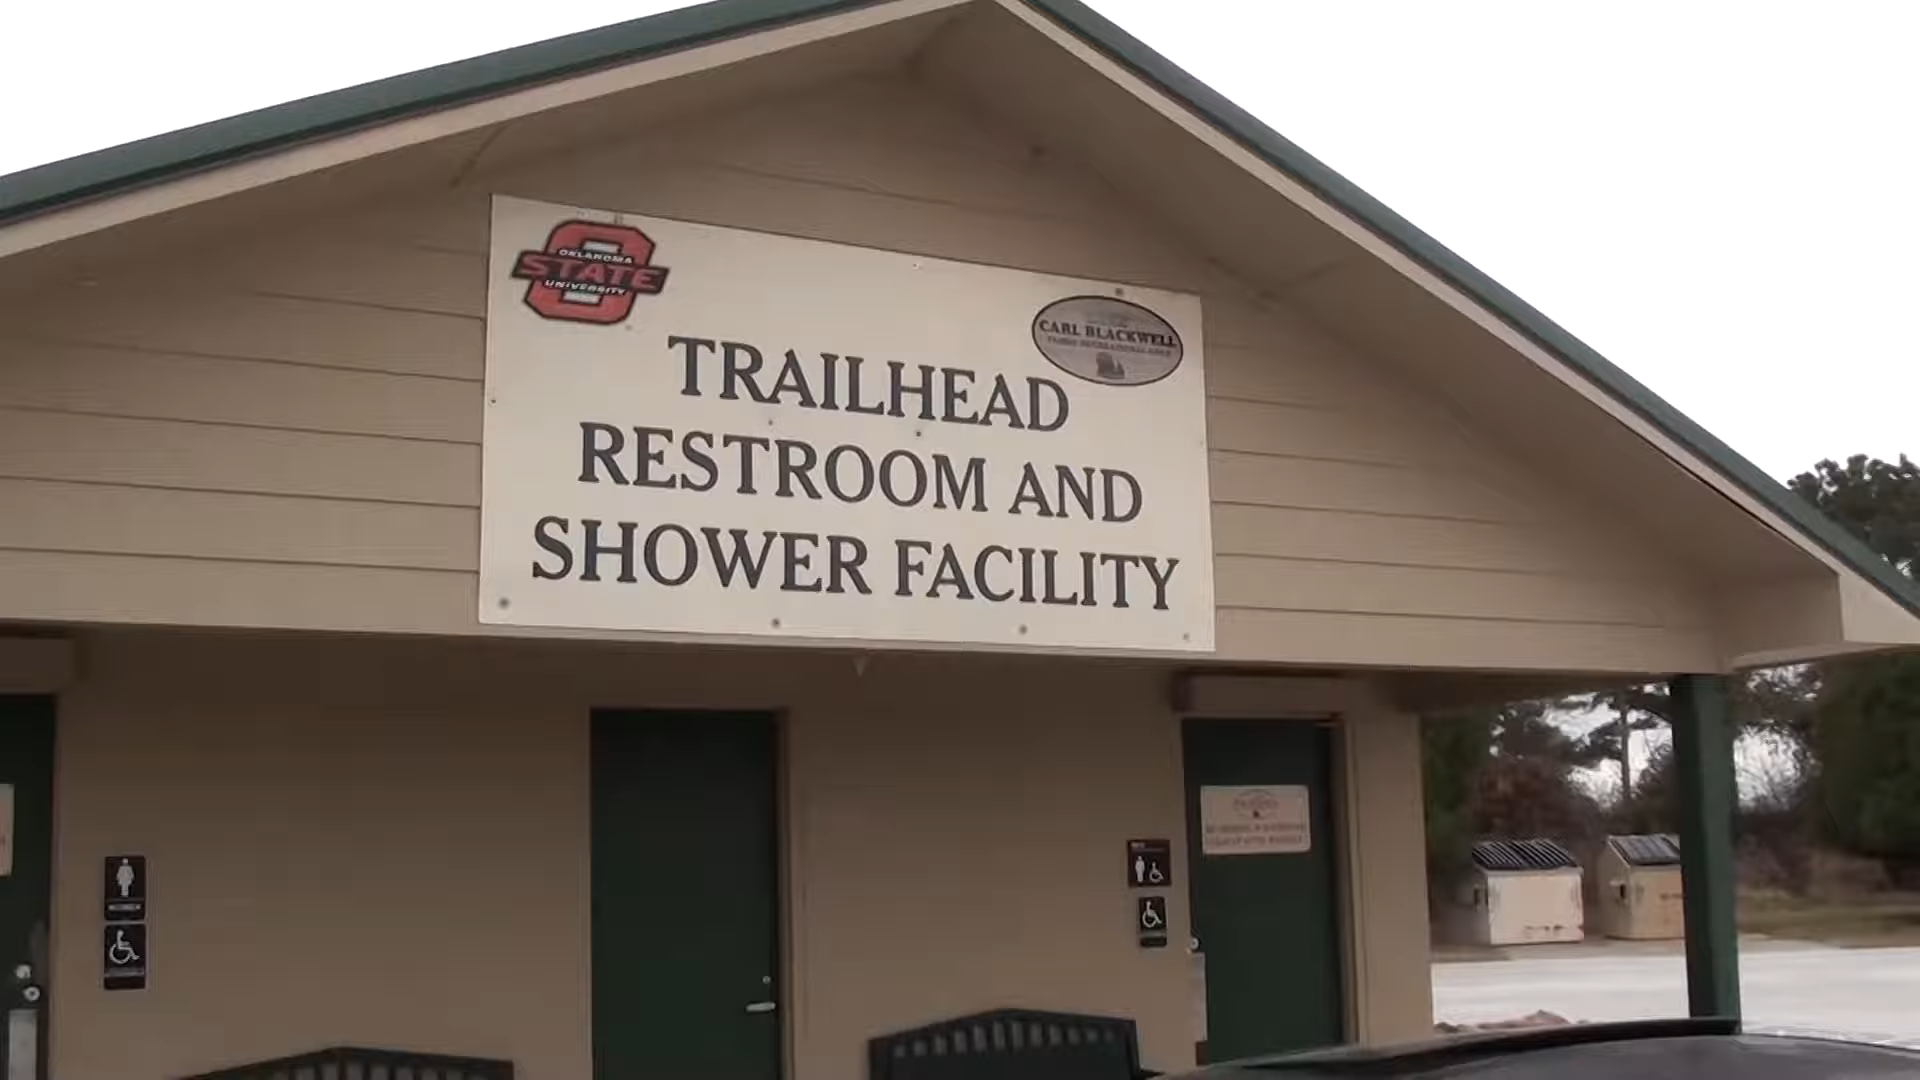 OKLAHOMA
STATE
UNIVERSITY
CARL BLACKWELL
TRAILHEAD
RESTROOM AND
SHOWER FACILITY